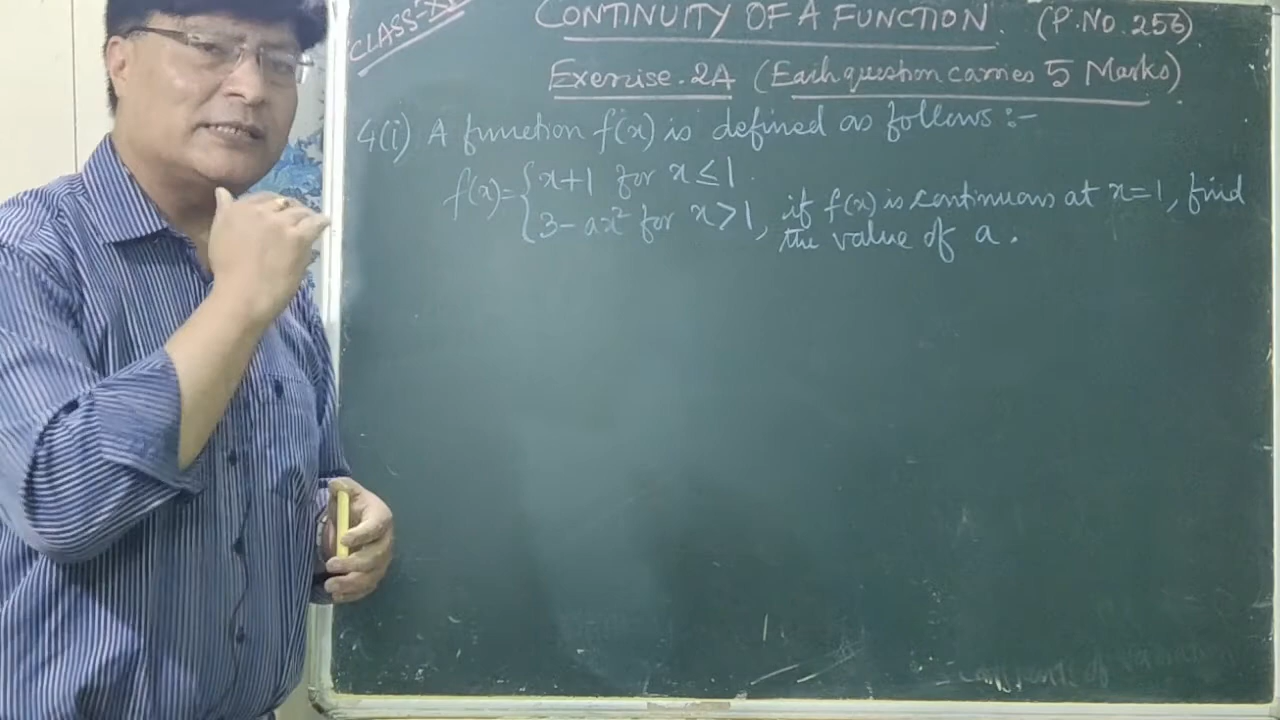 CLASS-XI
CONTINUITY OF A FUNCTION. (P.NO.256)
Exercise.2A (Each question carries 5 Marks)
4(i) A function f(x) is defined as follows:-
f(x)={x+1 for x≤1.
{3-ax² for x>1, if f(x) is continuous at x=1, find
the value of a.